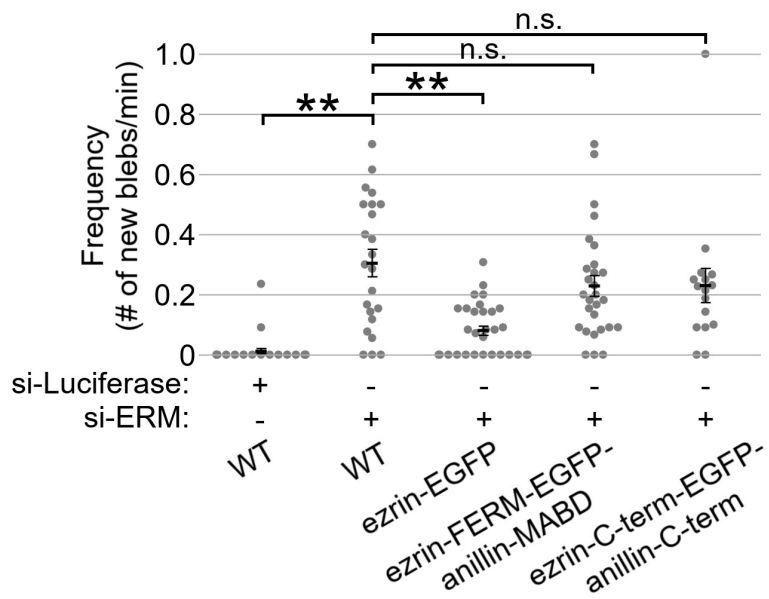 n.s.
n.s.
**
**
1.0
0.8
0.6
0.4
0.2
0
Frequency
(# of new blebs/min)
si-Luciferase: + - - - -
si-ERM: - + + + +
WT
WT
ezrin-EGFP
ezrin-FERM-EGFP-
anillin-MABD
ezrin-C-term-EGFP-
anillin-C-term